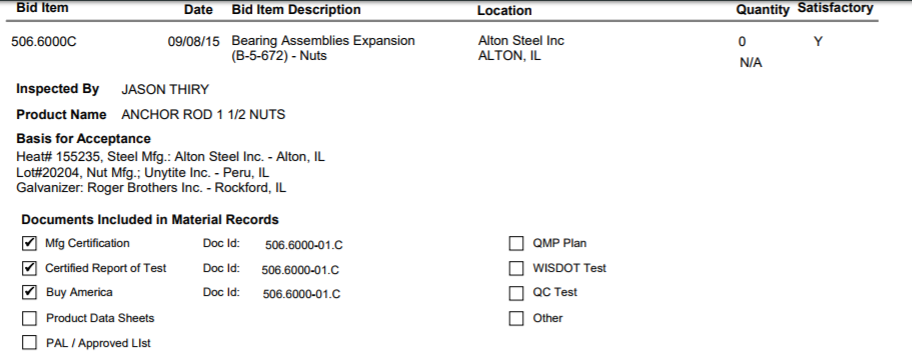 Bid Item Date Bid Item Description Location Quantity Satisfactory
506.6000C 09/08/15 Bearing Assemblies Expansion Alton Steel Inc 0 Y
(B-5-672) - Nuts ALTON, IL N/A
Inspected By JASON THIRY
Product Name ANCHOR ROD 1 1/2 NUTS
Basis for Acceptance
Heat# 155235, Steel Mfg.: Alton Steel Inc. - Alton, IL
Lot#20204, Nut Mfg.; Unytite Inc. - Peru, IL
Galvanizer: Roger Brothers Inc. - Rockford, IL
Documents Included in Material Records
Mfg Certification Doc Id: 506.6000-01.C QMP Plan
Certified Report of Test Doc Id: 506.6000-01.C WISDOT Test
Buy America Doc Id: 506.6000-01.C QC Test
Product Data Sheets Other
PAL / Approved LIst